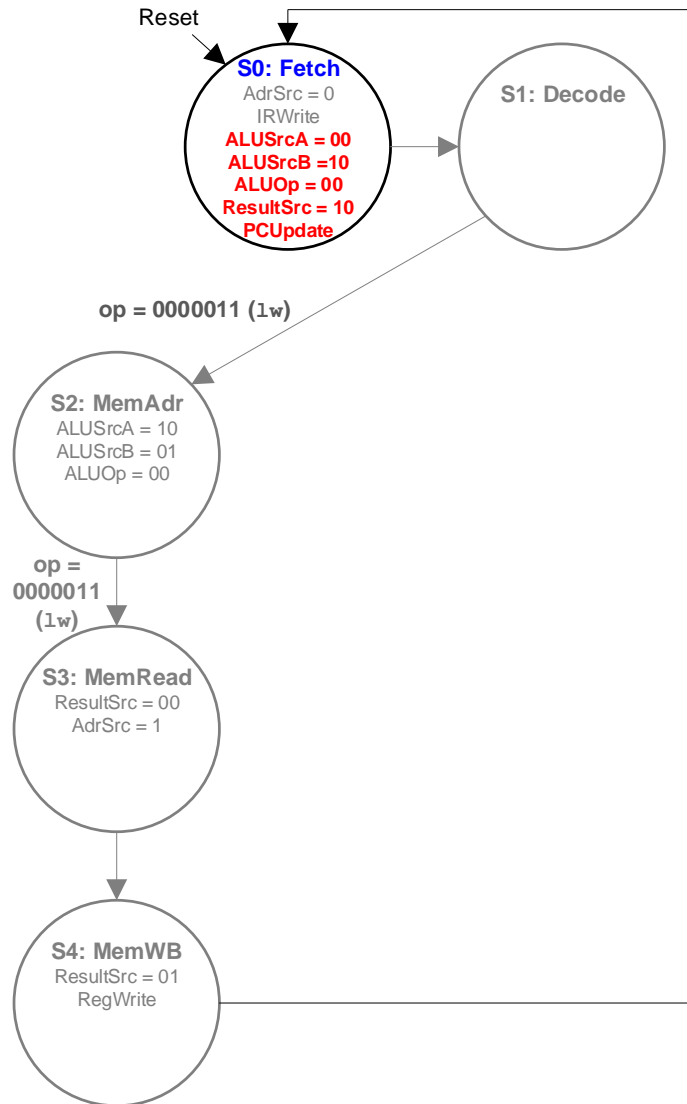 Reset
S0: Fetch
AdrSrc = 0
IRWrite
ALUSrcA = 00
ALUSrcB =10
ALUOp = 00
ResultSrc = 10
PCUpdate
S1: Decode
op = 0000011 (lw)
S2: MemAdr
ALUSrcA = 10
ALUSrcB = 01
ALUOp = 00
op =
0000011
(lw)
S3: MemRead
ResultSrc = 00
AdrSrc = 1
S4: MemWB
ResultSrc = 01
RegWrite